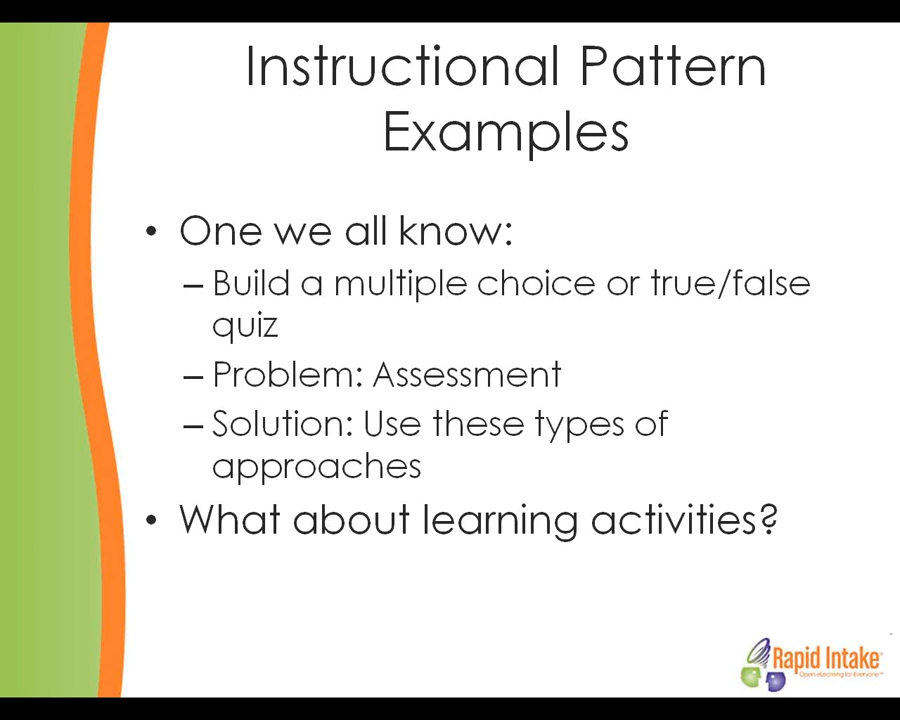 Instructional Pattern
Examples
• One we all know:
– Build a multiple choice or true/false
quiz
– Problem: Assessment
– Solution: Use these types of
approaches
• What about learning activities?
Rapid Intake